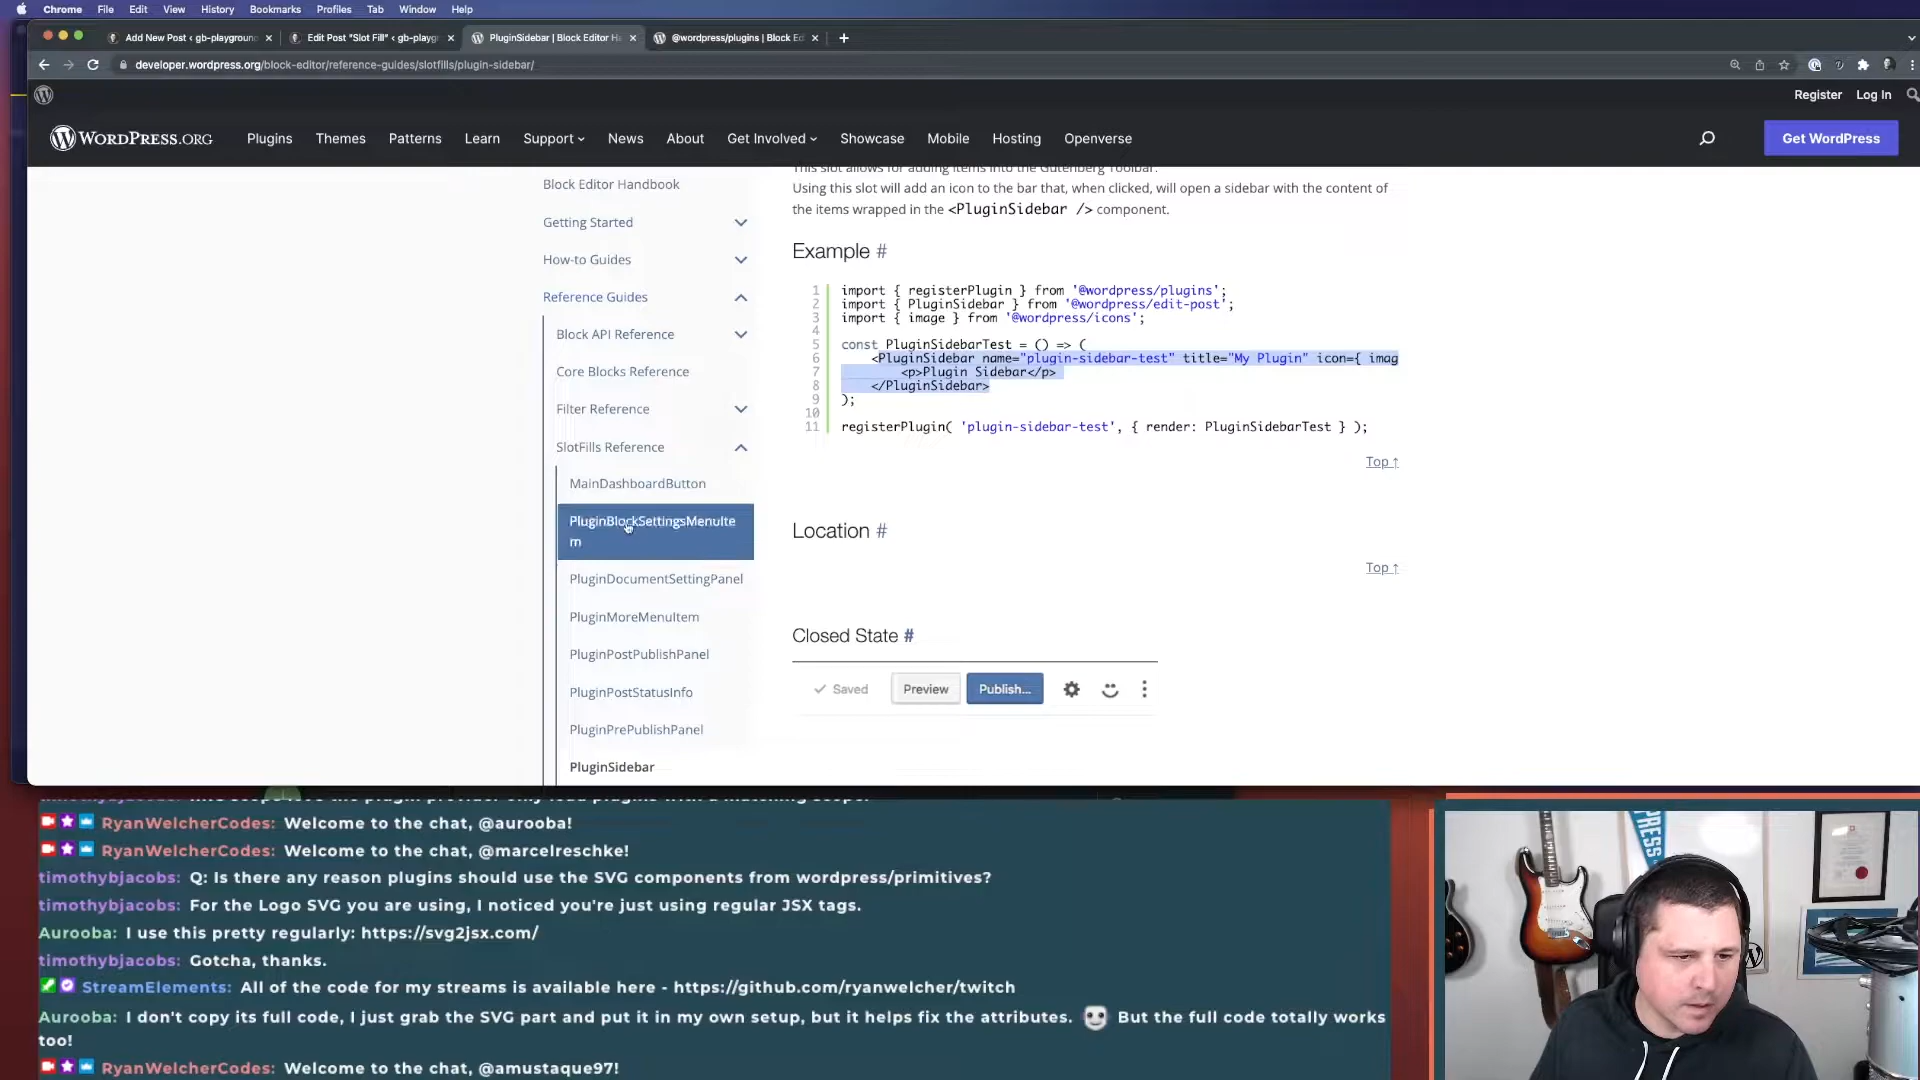 Chrome File Edit View History Bookmarks Profiles Tab Window Help
Add New Post ‹ gb-playgroun
Edit Post "Slot Fill" ‹ gb-playg
PluginSidebar | Block Editor H
@wordpress/plugins | Block Ed
developer.wordpress.org/block-editor/reference-guides/slotfills/plugin-sidebar/
Register Log In
WORDPRESS.ORG Plugins Themes Patterns Learn Support News About Get Involved Showcase Mobile Hosting Openverse Get WordPress
Block Editor Handbook
Getting Started
How-to Guides
Reference Guides
Block API Reference
Core Blocks Reference
Filter Reference
SlotFills Reference
MainDashboardButton
PluginBlockSettingsMenuIte
m
PluginDocumentSettingPanel
PluginMoreMenuItem
PluginPostPublishPanel
PluginPostStatusInfo
PluginPrePublishPanel
PluginSidebar
This slot allows for adding items into the Gutenberg Toolbar.
Using this slot will add an icon to the bar that, when clicked, will open a sidebar with the content of
the items wrapped in the <PluginSidebar /> component.
Example #
1 import { registerPlugin } from '@wordpress/plugins';
2 import { PluginSidebar } from '@wordpress/edit-post';
3 import { image } from '@wordpress/icons';
4
5 const PluginSidebarTest = () => (
6 <PluginSidebar name="plugin-sidebar-test" title="My Plugin" icon={ imag
7 <p>Plugin Sidebar</p>
8 </PluginSidebar>
9 );
10
11 registerPlugin( 'plugin-sidebar-test', { render: PluginSidebarTest } );
Top ↑
Location #
Top ↑
Closed State #
Saved Preview Publish...
RyanWelcherCodes: Welcome to the chat, @aurooba!
RyanWelcherCodes: Welcome to the chat, @marcelreschke!
timothybjacobs: Q: Is there any reason plugins should use the SVG components from wordpress/primitives?
timothybjacobs: For the Logo SVG you are using, I noticed you're just using regular JSX tags.
Aurooba: I use this pretty regularly: https://svg2jsx.com/
timothybjacobs: Gotcha, thanks.
StreamElements: All of the code for my streams is available here - https://github.com/ryanwelcher/twitch
Aurooba: I don't copy its full code, I just grab the SVG part and put it in my own setup, but it helps fix the attributes. But the full code totally works
too!
RyanWelcherCodes: Welcome to the chat, @amustaque97!